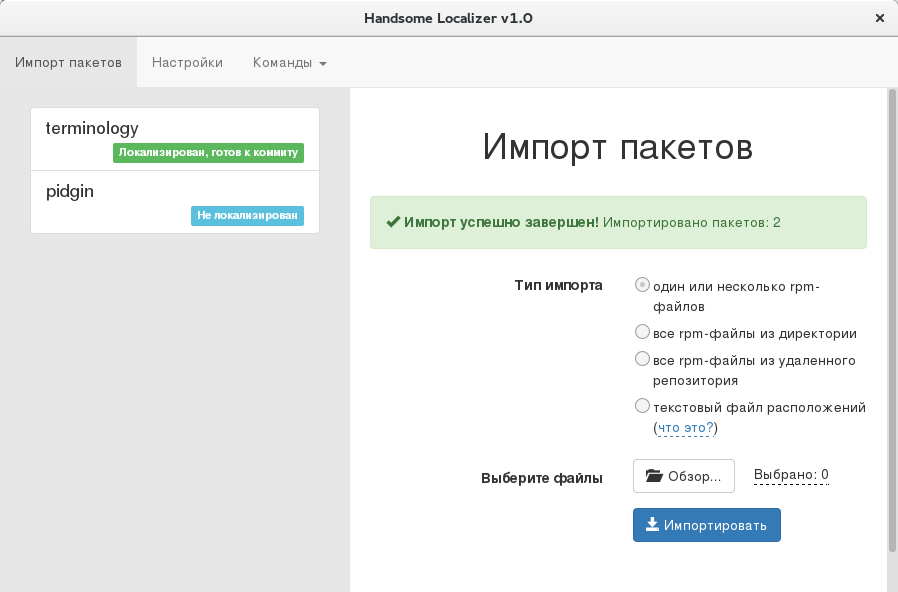 Handsome Localizer v1.0
Импорт пакетов
Настройки
Команды
terminology
Локализирован, готов к коммиту
pidgin
Не локализирован
Импорт пакетов
Импорт успешно завершен! Импортировано пакетов: 2
Тип импорта
один или несколько rpm-
файлов
все rpm-файлы из директории
все rpm-файлы из удаленного
репозитория
текстовый файл расположений
(что это?)
Выберите файлы
Обзор...
Выбрано: 0
Импортировать